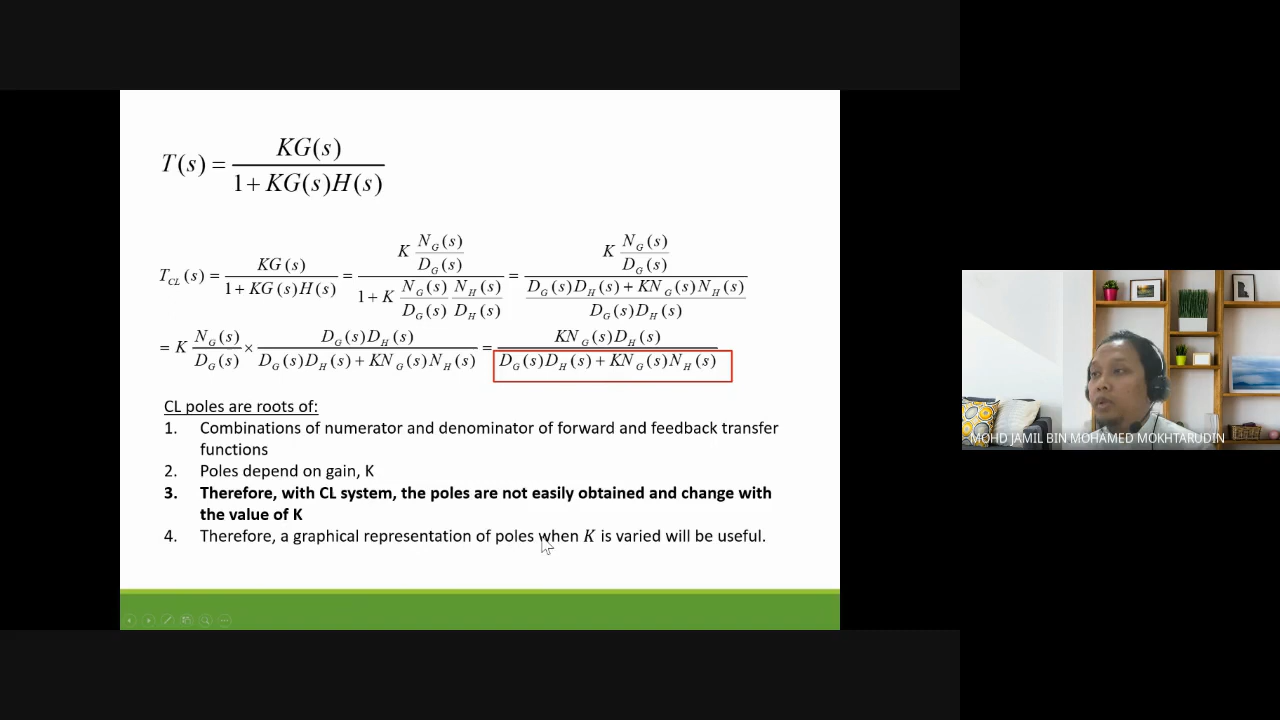 T(s) = KG(s) / 1 + KG(s)H(s)
T_CL(s) = KG(s) / 1 + KG(s)H(s) = K N_G(s)/D_G(s) / 1 + K N_G(s)/D_G(s) N_H(s)/D_H(s) = K N_G(s)/D_G(s) / D_G(s)D_H(s) + KN_G(s)N_H(s) / D_G(s)D_H(s)
= K N_G(s)/D_G(s) × D_G(s)D_H(s) / D_G(s)D_H(s) + KN_G(s)N_H(s) = KN_G(s)D_H(s) / D_G(s)D_H(s) + KN_G(s)N_H(s)
CL poles are roots of:
1. Combinations of numerator and denominator of forward and feedback transfer
functions
2. Poles depend on gain, K
3. Therefore, with CL system, the poles are not easily obtained and change with
the value of K
4. Therefore, a graphical representation of poles when K is varied will be useful.
MOHD JAMIL BIN MOHAMED MOKHTARUDIN